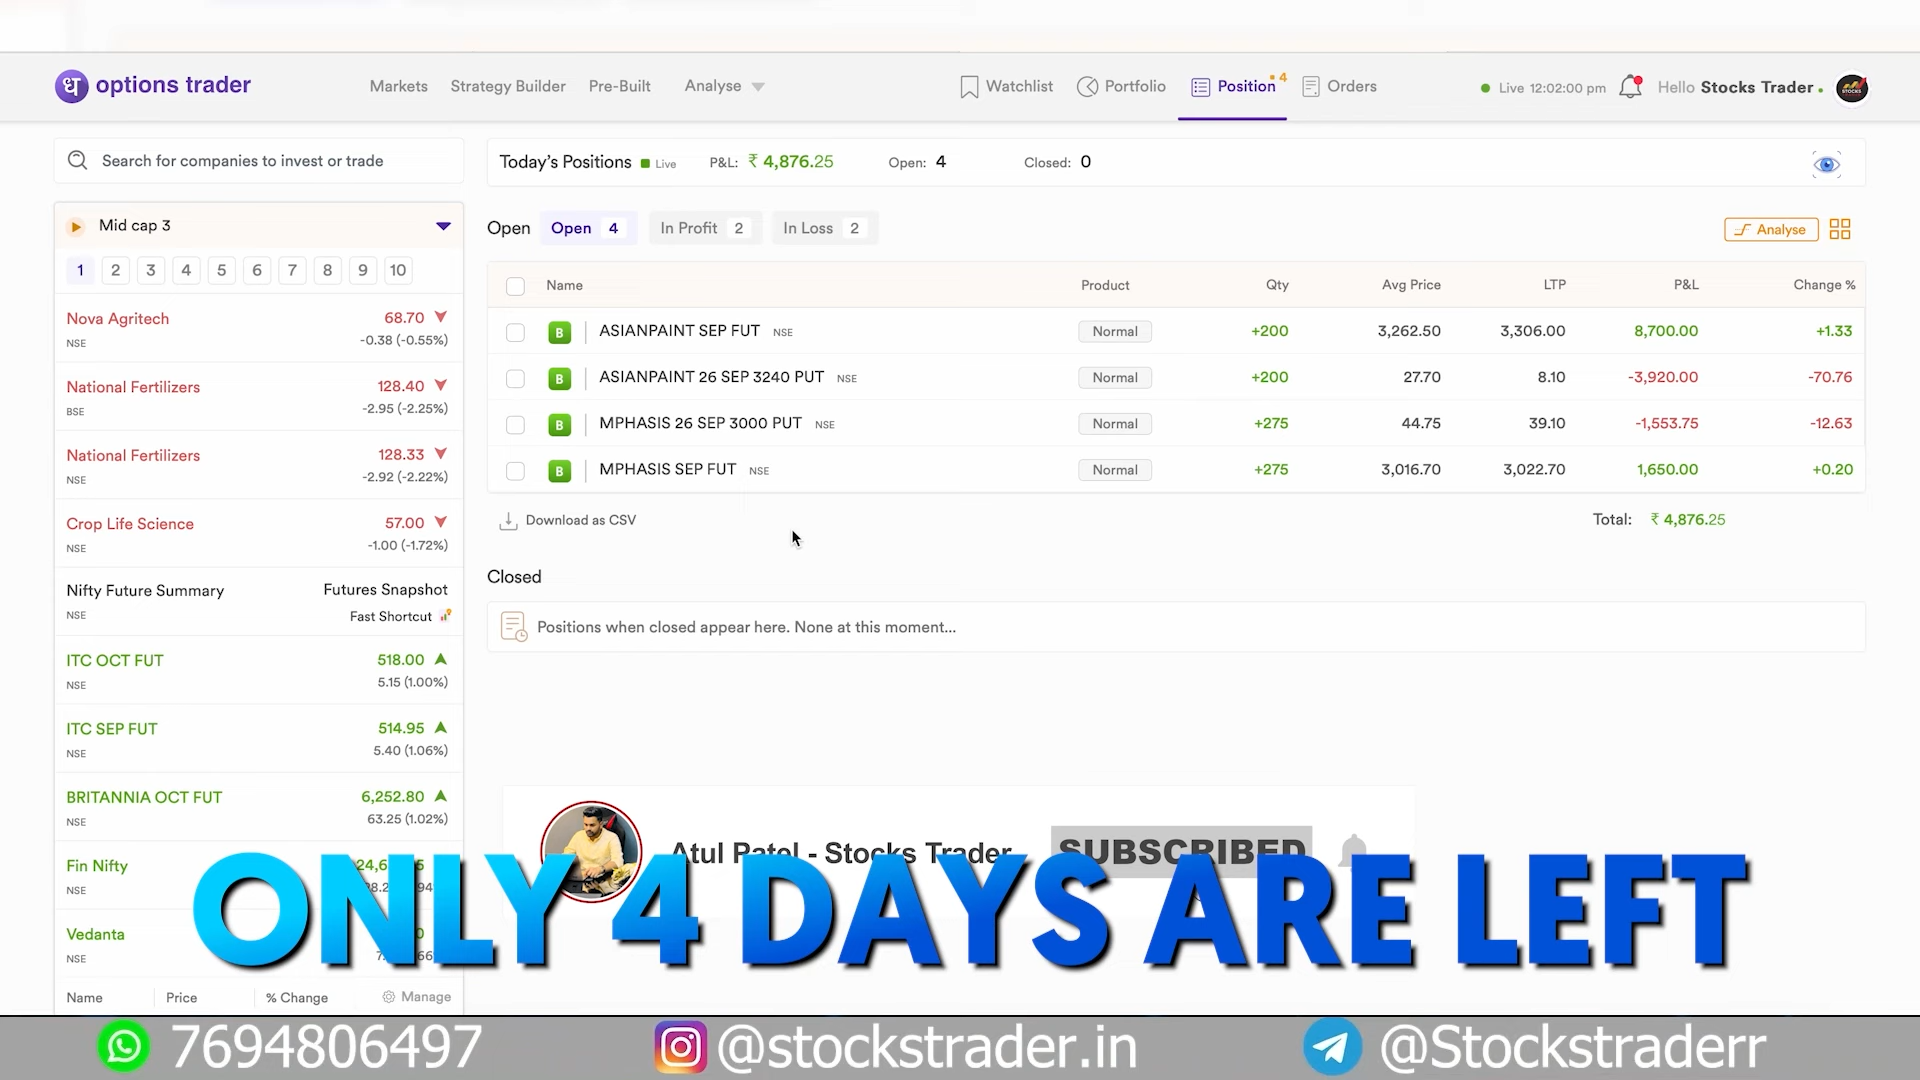 ध options trader
Markets Strategy Builder Pre-Built Analyse
Watchlist Portfolio Position 4 Orders
Live 12:02:00 pm Hello Stocks Trader
Search for companies to invest or trade
Today's Positions Live P&L: ₹ 4,876.25 Open: 4 Closed: 0
Mid cap 3
1 2 3 4 5 6 7 8 9 10
Nova Agritech 68.70
NSE -0.38 (-0.55%)
National Fertilizers 128.40
BSE -2.95 (-2.25%)
National Fertilizers 128.33
NSE -2.92 (-2.22%)
Crop Life Science 57.00
NSE -1.00 (-1.72%)
Nifty Future Summary Futures Snapshot
NSE Fast Shortcut
ITC OCT FUT 518.00
NSE 5.15 (1.00%)
ITC SEP FUT 514.95
NSE 5.40 (1.06%)
BRITANNIA OCT FUT 6,252.80
NSE 63.25 (1.02%)
Fin Nifty
NSE
Vedanta
NSE
Name Price % Change Manage
Open Open 4 In Profit 2 In Loss 2 Analyse
Name Product Qty Avg Price LTP P&L Change %
B ASIANPAINT SEP FUT NSE Normal +200 3,262.50 3,306.00 8,700.00 +1.33
B ASIANPAINT 26 SEP 3240 PUT NSE Normal +200 27.70 8.10 -3,920.00 -70.76
B MPHASIS 26 SEP 3000 PUT NSE Normal +275 44.75 39.10 -1,553.75 -12.63
B MPHASIS SEP FUT NSE Normal +275 3,016.70 3,022.70 1,650.00 +0.20
Download as CSV Total: ₹ 4,876.25
Closed
Positions when closed appear here. None at this moment...
Atul Patel - Stocks Trader SUBSCRIBED
ONLY 4 DAYS ARE LEFT
7694806497 @stockstrader.in @Stockstraderr